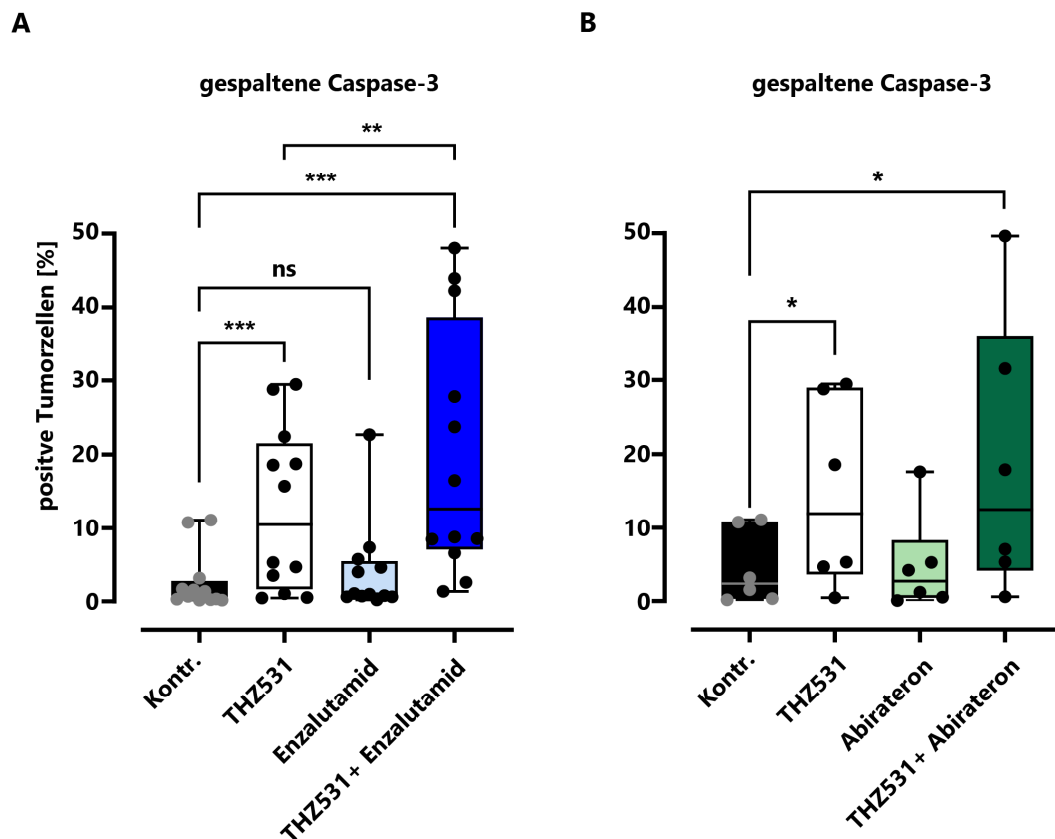 A
gespaltene Caspase-3
**
***
ns
***
positve Tumorzellen [%]
50
40
30
20
10
0
Kontr.
THZ531
Enzalutamid
THZ531+ Enzalutamid
B
gespaltene Caspase-3
*
*
50
40
30
20
10
0
Kontr.
THZ531
Abirateron
THZ531+ Abirateron